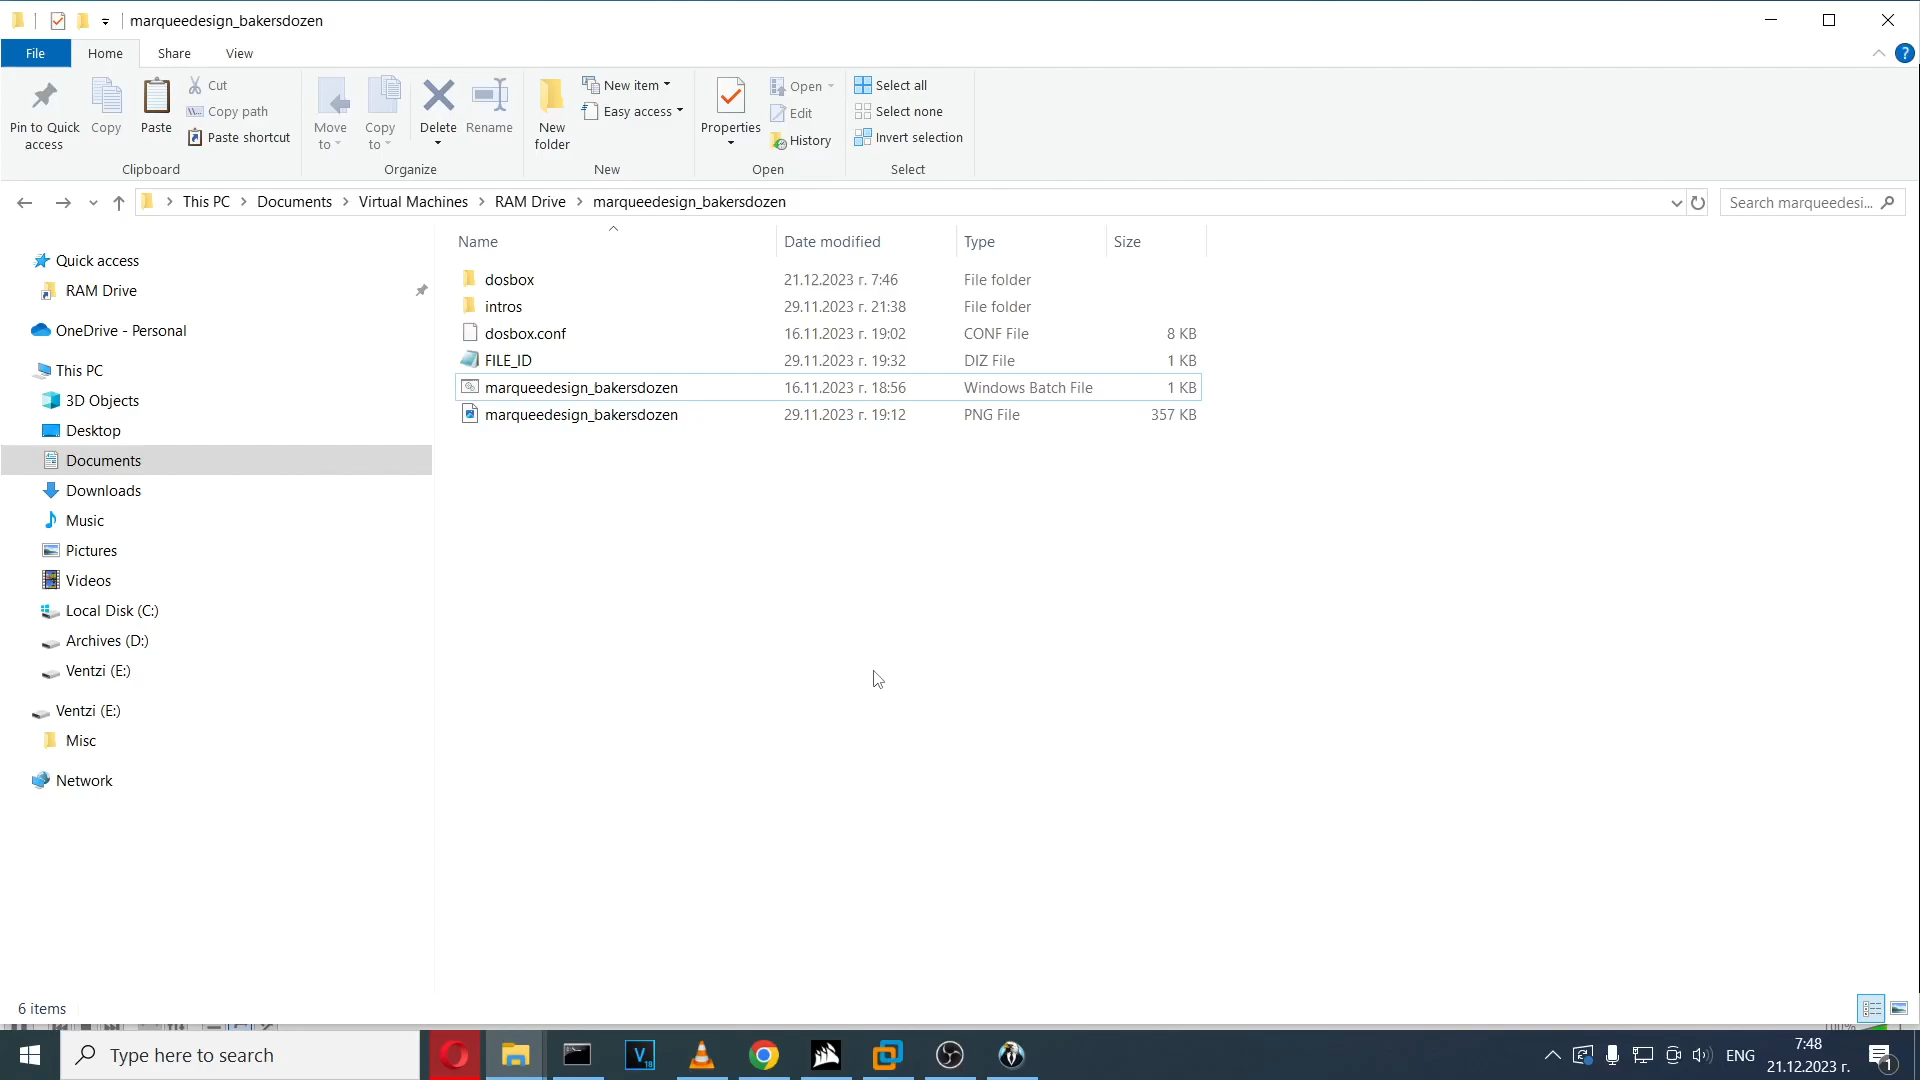 marqueedesign_bakersdozen
File
Home
Share
View
Pin to Quick access
Copy
Paste
Cut
Copy path
Paste shortcut
Clipboard
Move to
Copy to
Delete
Rename
Organize
New folder
New item
Easy access
New
Properties
Open
Edit
History
Open
Select all
Select none
Invert selection
Select
This PC
Documents
Virtual Machines
RAM Drive
marqueedesign_bakersdozen
Search marqueedesi...
Name Date modified Type Size
dosbox 21.12.2023 г. 7:46 File folder
intros 29.11.2023 г. 21:38 File folder
dosbox.conf 16.11.2023 г. 19:02 CONF File 8 KB
FILE_ID 29.11.2023 г. 19:32 DIZ File 1 KB
marqueedesign_bakersdozen 16.11.2023 г. 18:56 Windows Batch File 1 KB
marqueedesign_bakersdozen 29.11.2023 г. 19:12 PNG File 357 KB
Quick access
RAM Drive
OneDrive - Personal
This PC
3D Objects
Desktop
Documents
Downloads
Music
Pictures
Videos
Local Disk (C:)
Archives (D:)
Ventzi (E:)
Ventzi (E:)
Misc
Network
6 items
Type here to search
V
19
ENG
7:48
21.12.2023 г.
1